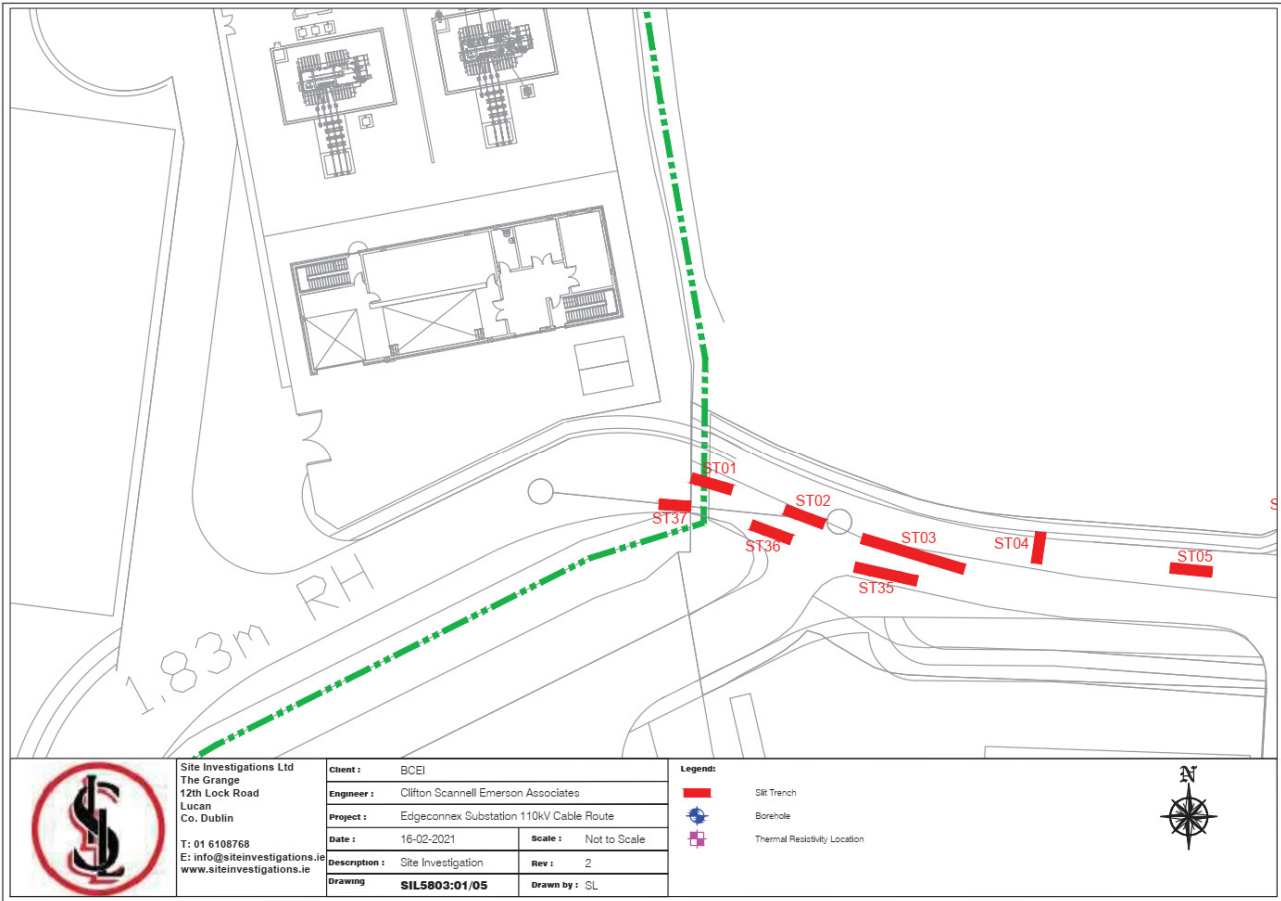 ST01
ST02
ST37
ST36
ST03
ST04
ST35
ST05
S
1.83m RH
Site Investigations Ltd
The Grange
12th Lock Road
Lucan
Co. Dublin
T: 01 6108768
E: info@siteinvestigations.ie
www.siteinvestigations.ie
Client : BCEI
Engineer : Clifton Scannell Emerson Associates
Project : Edgeconnex Substation 110kV Cable Route
Date : 16-02-2021 Scale : Not to Scale
Description : Site Investigation Rev : 2
Drawing SIL5803:01/05 Drawn by : SL
Legend:
Slit Trench
Borehole
Thermal Resistivity Location
N